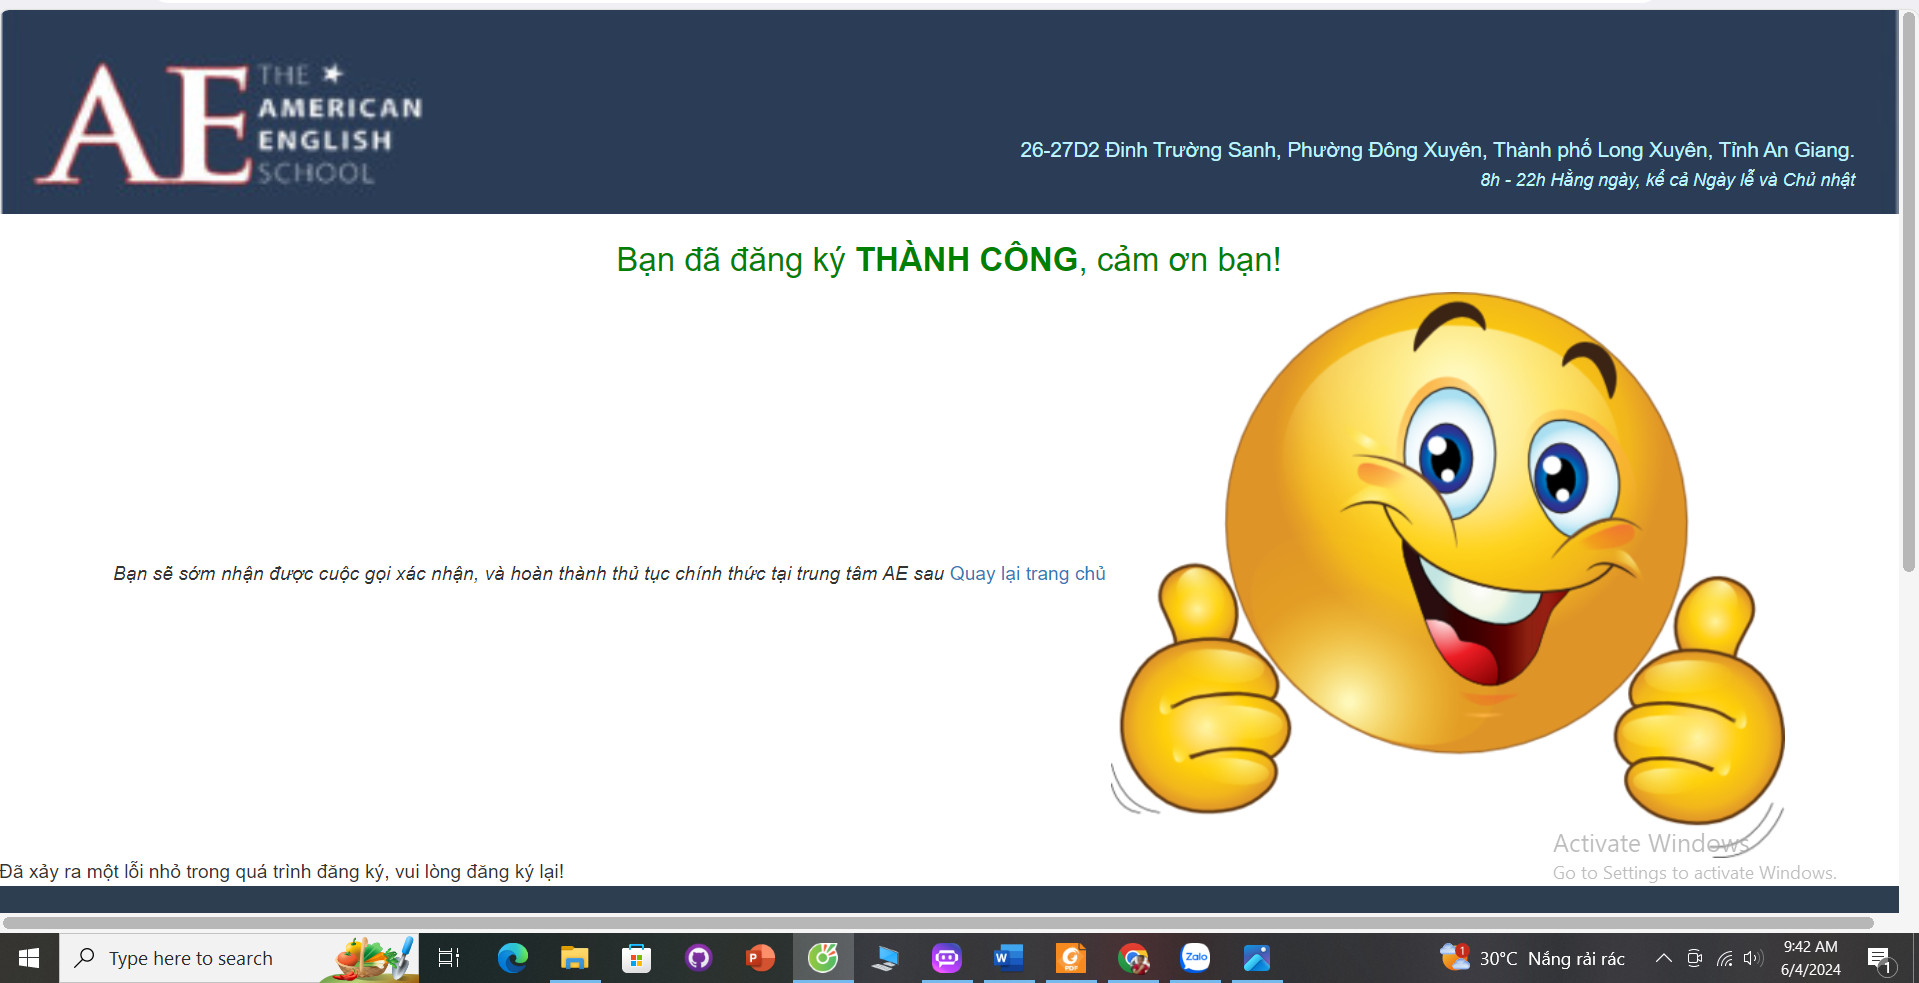 AE THE
AMERICAN
ENGLISH
SCHOOL
26-27D2 Đinh Trường Sanh, Phường Đông Xuyên, Thành phố Long Xuyên, Tỉnh An Giang.
8h - 22h Hằng ngày, kể cả Ngày lễ và Chủ nhật
Bạn đã đăng ký THÀNH CÔNG, cảm ơn bạn!
Bạn sẽ sớm nhận được cuộc gọi xác nhận, và hoàn thành thủ tục chính thức tại trung tâm AE sau Quay lại trang chủ
Activate Windows
Go to Settings to activate Windows.
Đã xảy ra một lỗi nhỏ trong quá trình đăng ký, vui lòng đăng ký lại!
Type here to search
P
W
PDF
Zalo
1
30°C Nắng rải rác
9:42 AM
6/4/2024
1